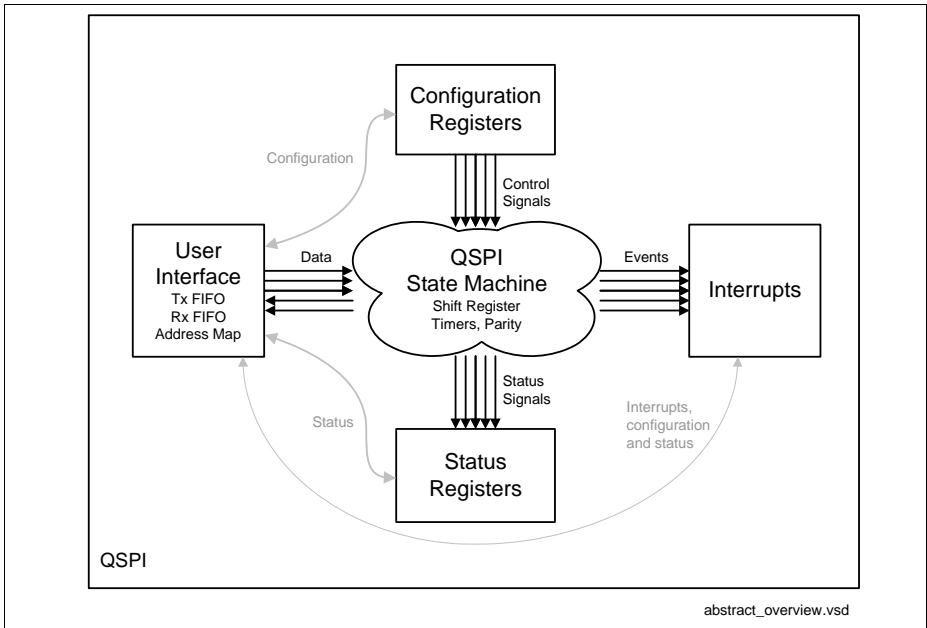 Configuration
Registers
Configuration
Control
Signals
User
Interface
Tx FIFO
Rx FIFO
Address Map
Data
QSPI
State Machine
Shift Register
Timers, Parity
Events
Interrupts
Status
Signals
Status
Interrupts,
configuration
and status
Status
Registers
QSPI
abstract_overview.vsd